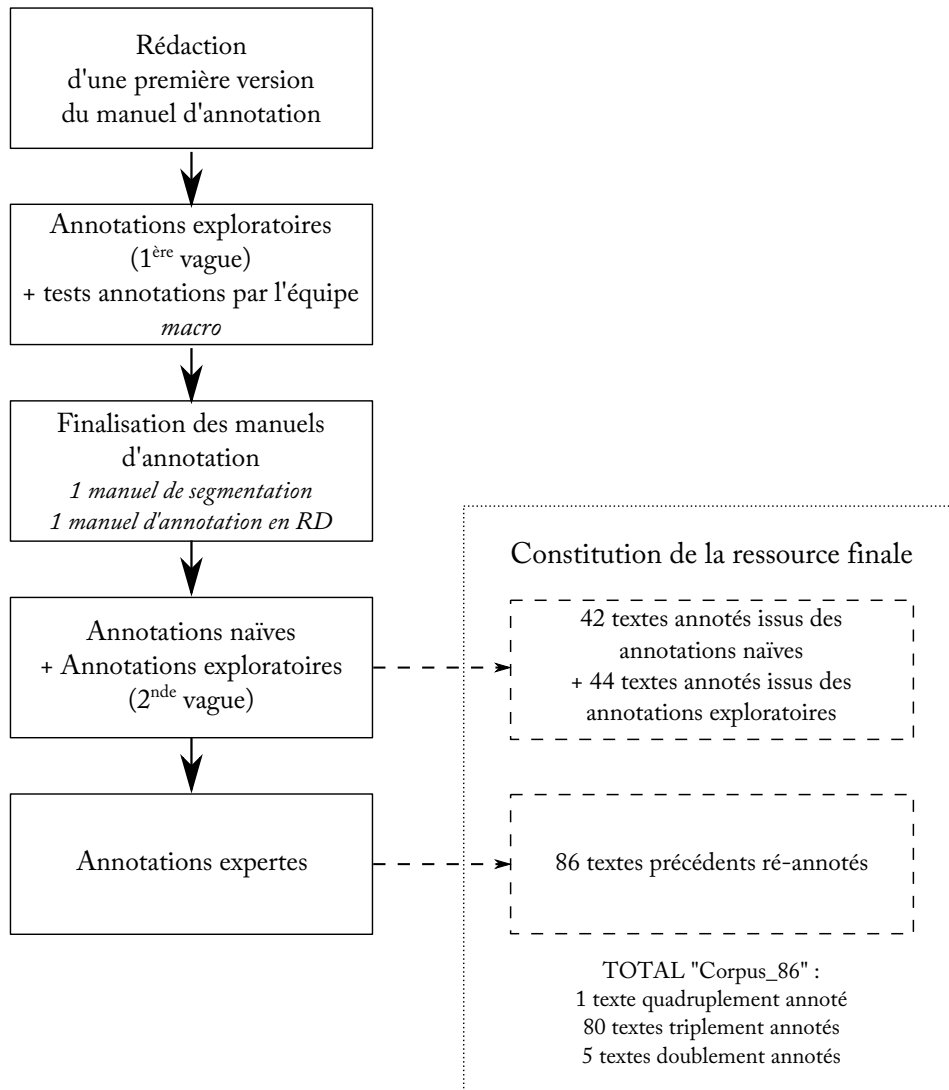 Rédaction
d'une première version
du manuel d'annotation
Annotations exploratoires
(1ère vague)
+ tests annotations par l'équipe
macro
Finalisation des manuels
d'annotation
1 manuel de segmentation
1 manuel d'annotation en RD
Annotations naïves
+ Annotations exploratoires
(2nde vague)
Annotations expertes
Constitution de la ressource finale
42 textes annotés issus des
annotations naïves
+ 44 textes annotés issus des
annotations exploratoires
86 textes précédents ré-annotés
TOTAL "Corpus_86" :
1 texte quadruplement annoté
80 textes triplement annotés
5 textes doublement annotés